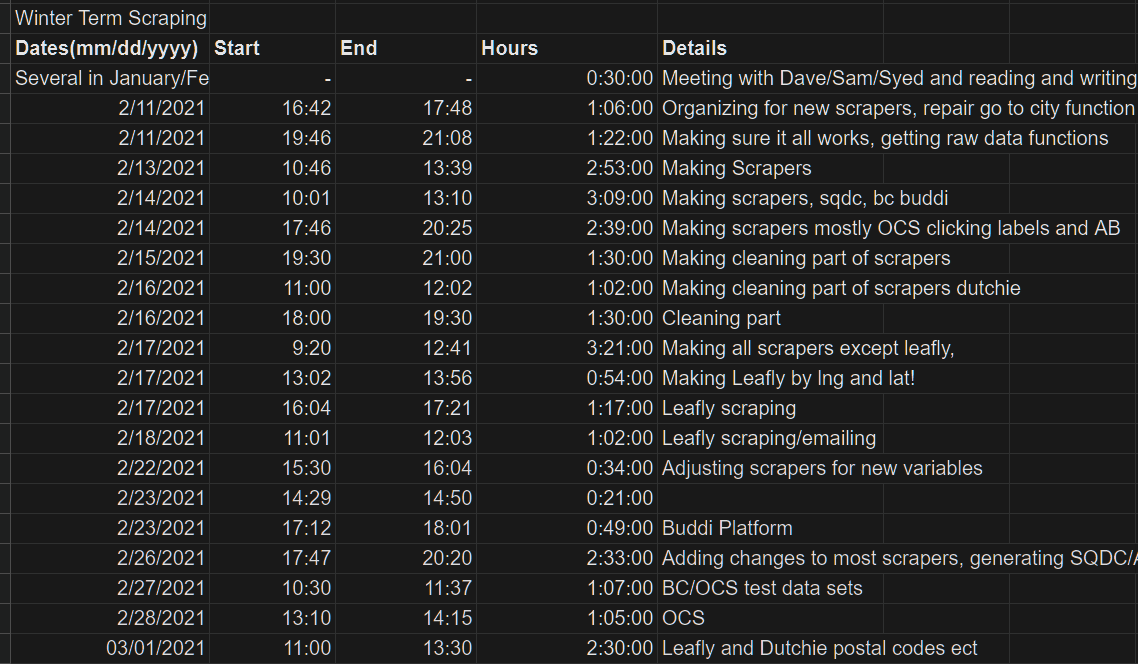 Winter Term Scraping
Dates(mm/dd/yyyy) Start End Hours Details
Several in January/Fe - - 0:30:00 Meeting with Dave/Sam/Syed and reading and writing
2/11/2021 16:42 17:48 1:06:00 Organizing for new scrapers, repair go to city function
2/11/2021 19:46 21:08 1:22:00 Making sure it all works, getting raw data functions
2/13/2021 10:46 13:39 2:53:00 Making Scrapers
2/14/2021 10:01 13:10 3:09:00 Making scrapers, sqdc, bc buddi
2/14/2021 17:46 20:25 2:39:00 Making scrapers mostly OCS clicking labels and AB
2/15/2021 19:30 21:00 1:30:00 Making cleaning part of scrapers
2/16/2021 11:00 12:02 1:02:00 Making cleaning part of scrapers dutchie
2/16/2021 18:00 19:30 1:30:00 Cleaning part
2/17/2021 9:20 12:41 3:21:00 Making all scrapers except leafly,
2/17/2021 13:02 13:56 0:54:00 Making Leafly by lng and lat!
2/17/2021 16:04 17:21 1:17:00 Leafly scraping
2/18/2021 11:01 12:03 1:02:00 Leafly scraping/emailing
2/22/2021 15:30 16:04 0:34:00 Adjusting scrapers for new variables
2/23/2021 14:29 14:50 0:21:00
2/23/2021 17:12 18:01 0:49:00 Buddi Platform
2/26/2021 17:47 20:20 2:33:00 Adding changes to most scrapers, generating SQDC/A
2/27/2021 10:30 11:37 1:07:00 BC/OCS test data sets
2/28/2021 13:10 14:15 1:05:00 OCS
03/01/2021 11:00 13:30 2:30:00 Leafly and Dutchie postal codes ect